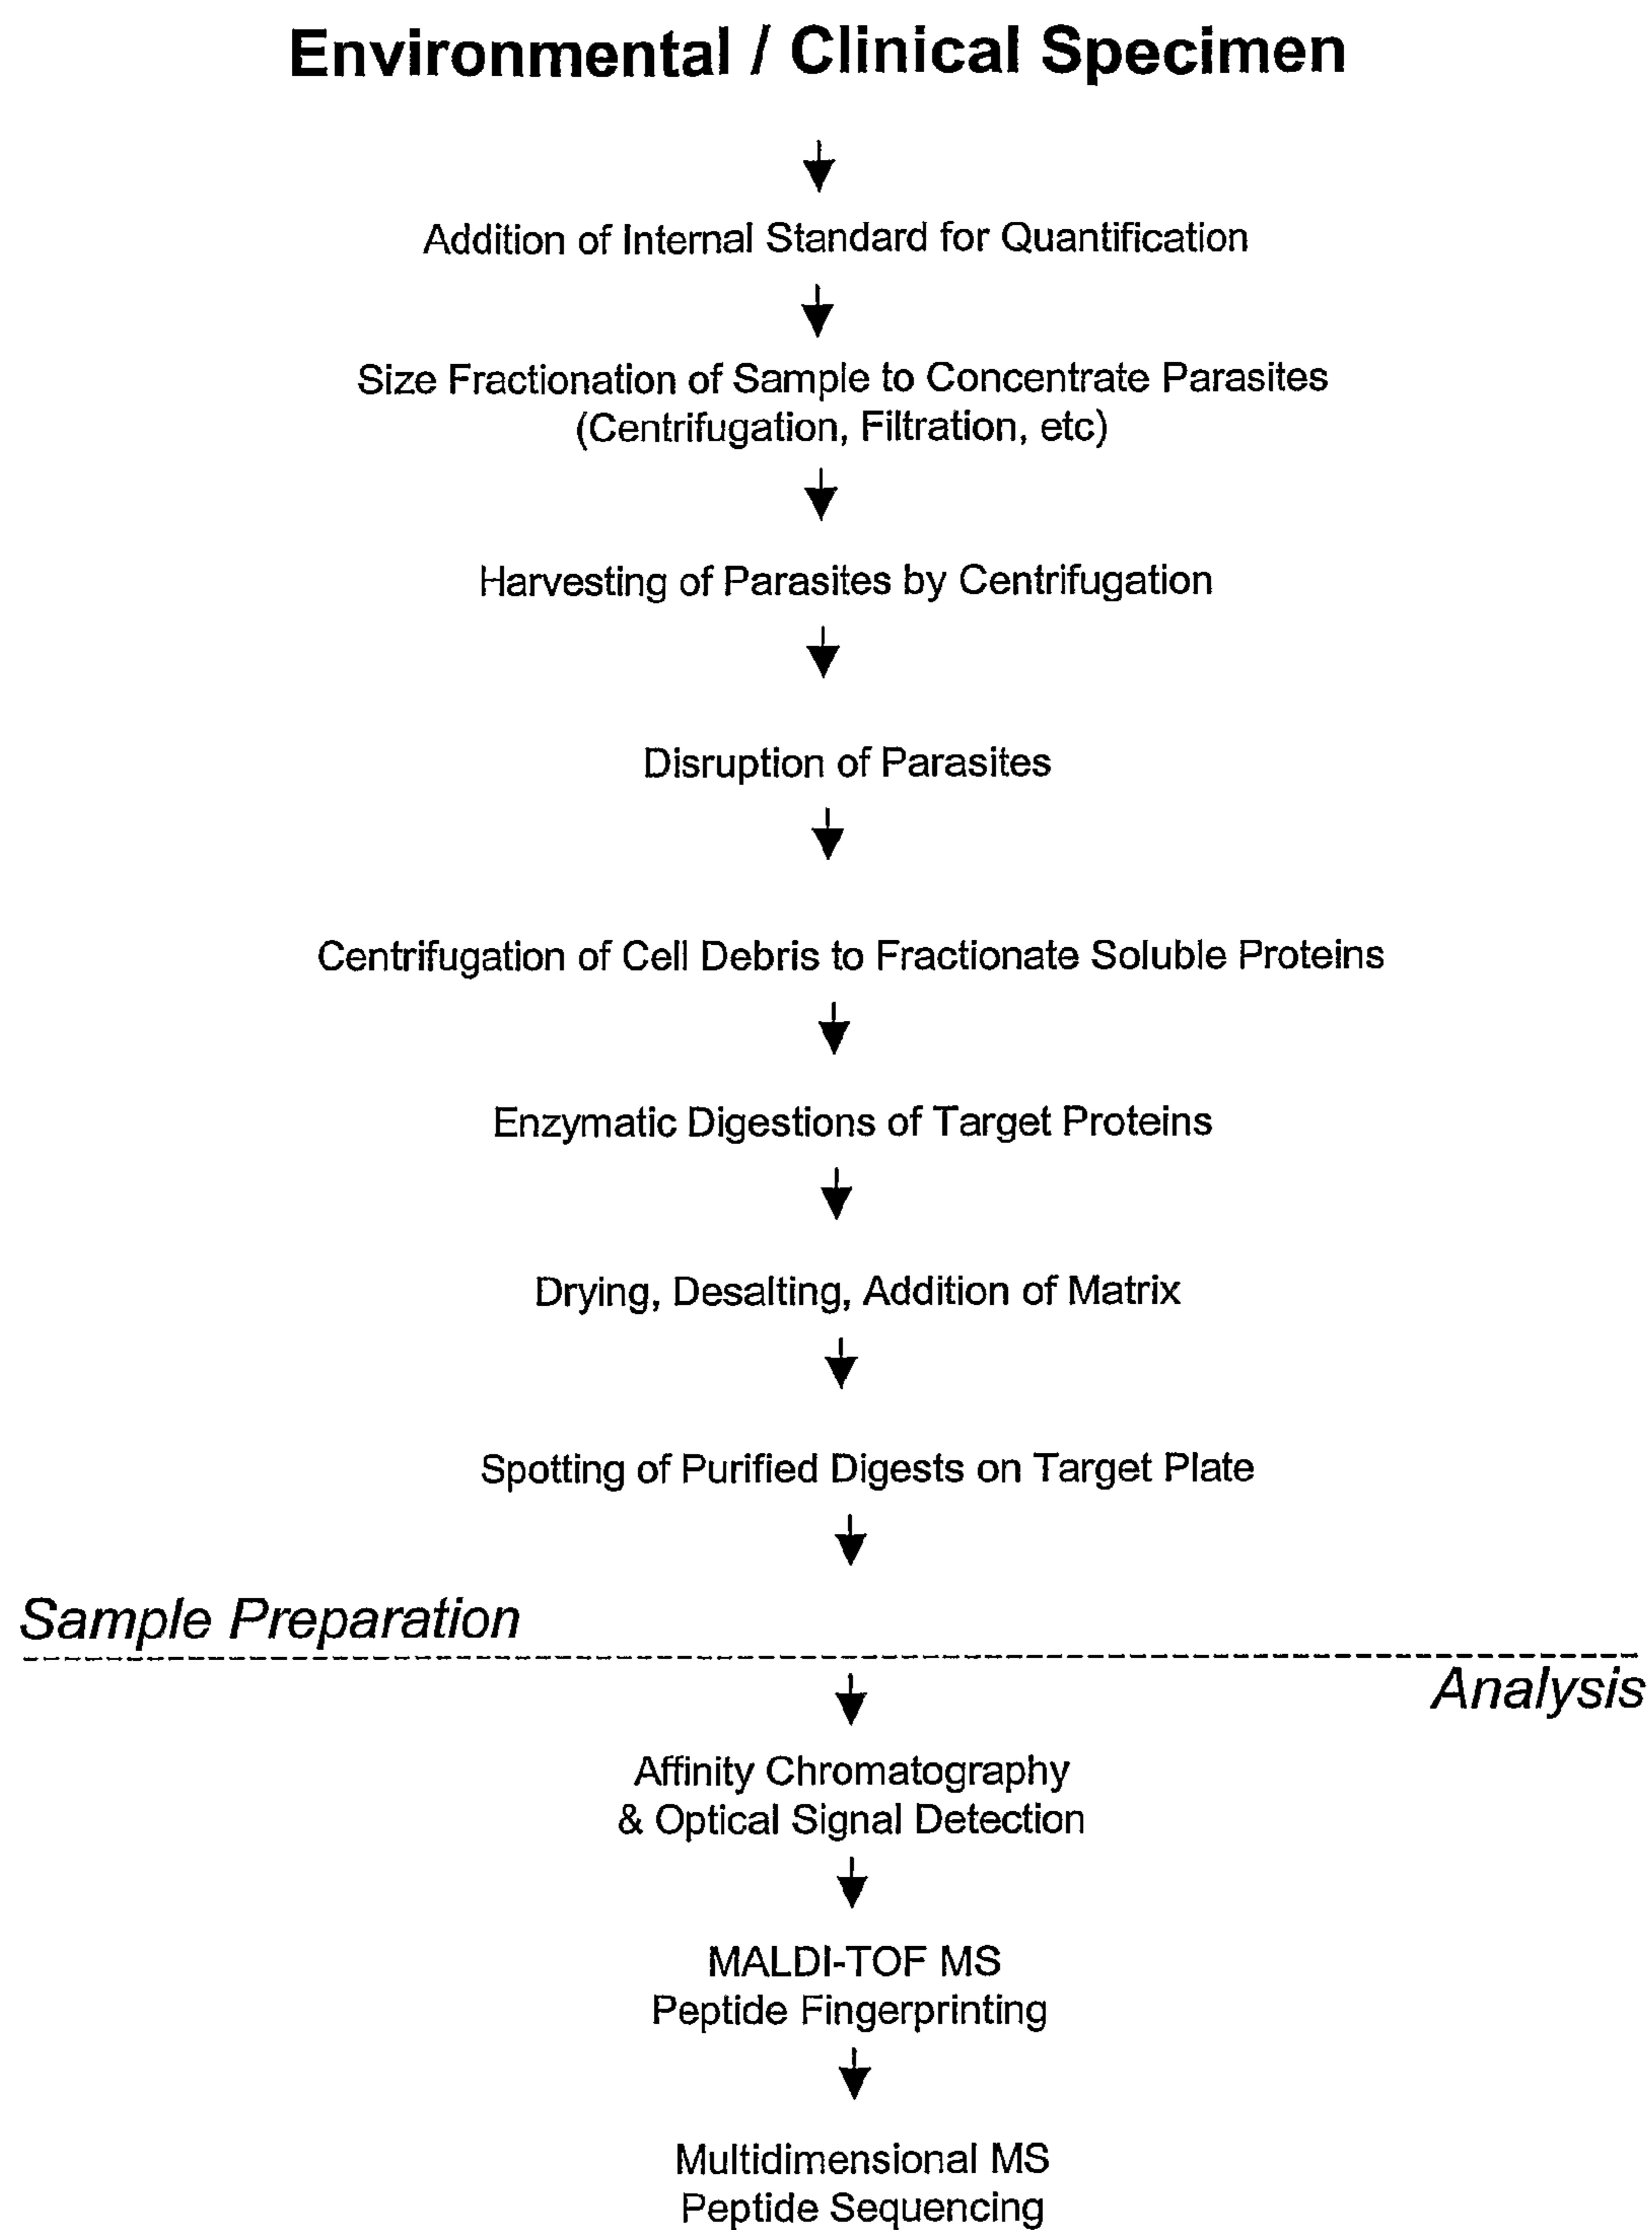 Environmental / Clinical Specimen
Addition of Internal Standard for Quantification
Size Fractionation of Sample to Concentrate Parasites
(Centrifugation, Filtration, etc)
Harvesting of Parasites by Centrifugation
Disruption of Parasites
Centrifugation of Cell Debris to Fractionate Soluble Proteins
Enzymatic Digestions of Target Proteins
Drying, Desalting, Addition of Matrix
Spotting of Purified Digests on Target Plate
Sample Preparation
Analysis
Affinity Chromatography
& Optical Signal Detection
MALDI-TOF MS
Peptide Fingerprinting
Multidimensional MS
Peptide Sequencing